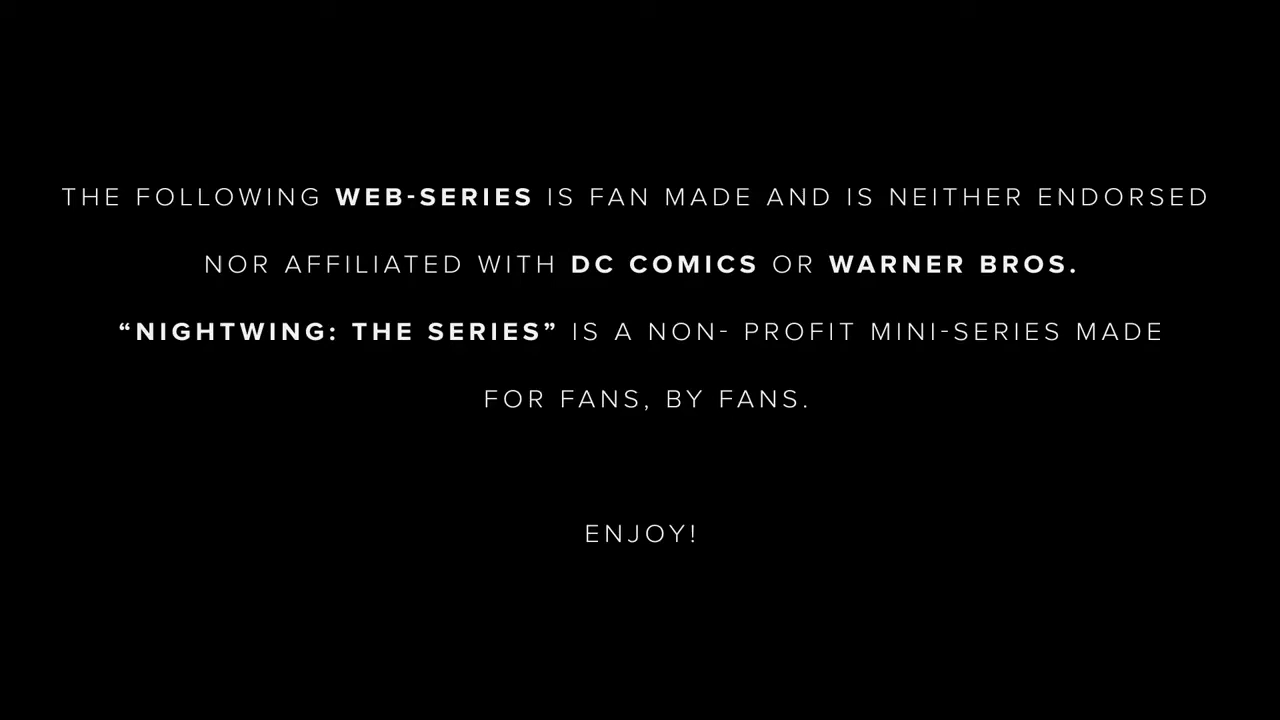 THE FOLLOWING WEB-SERIES IS FAN MADE AND IS NEITHER ENDORSED
NOR AFFILIATED WITH DC COMICS OR WARNER BROS.
“NIGHTWING: THE SERIES” IS A NON- PROFIT MINI-SERIES MADE
FOR FANS, BY FANS.
ENJOY!